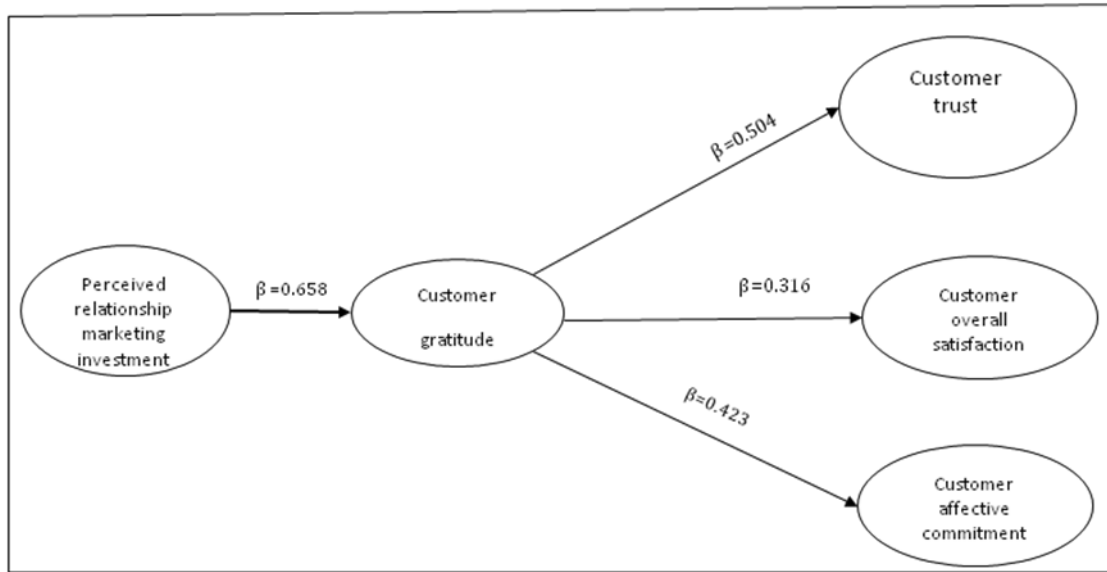 Customer
trust
β=0.504
Perceived
relationship
marketing
investment
β=0.658
Customer
gratitude
β=0.316
Customer
overall
satisfaction
β=0.423
Customer
affective
commitment